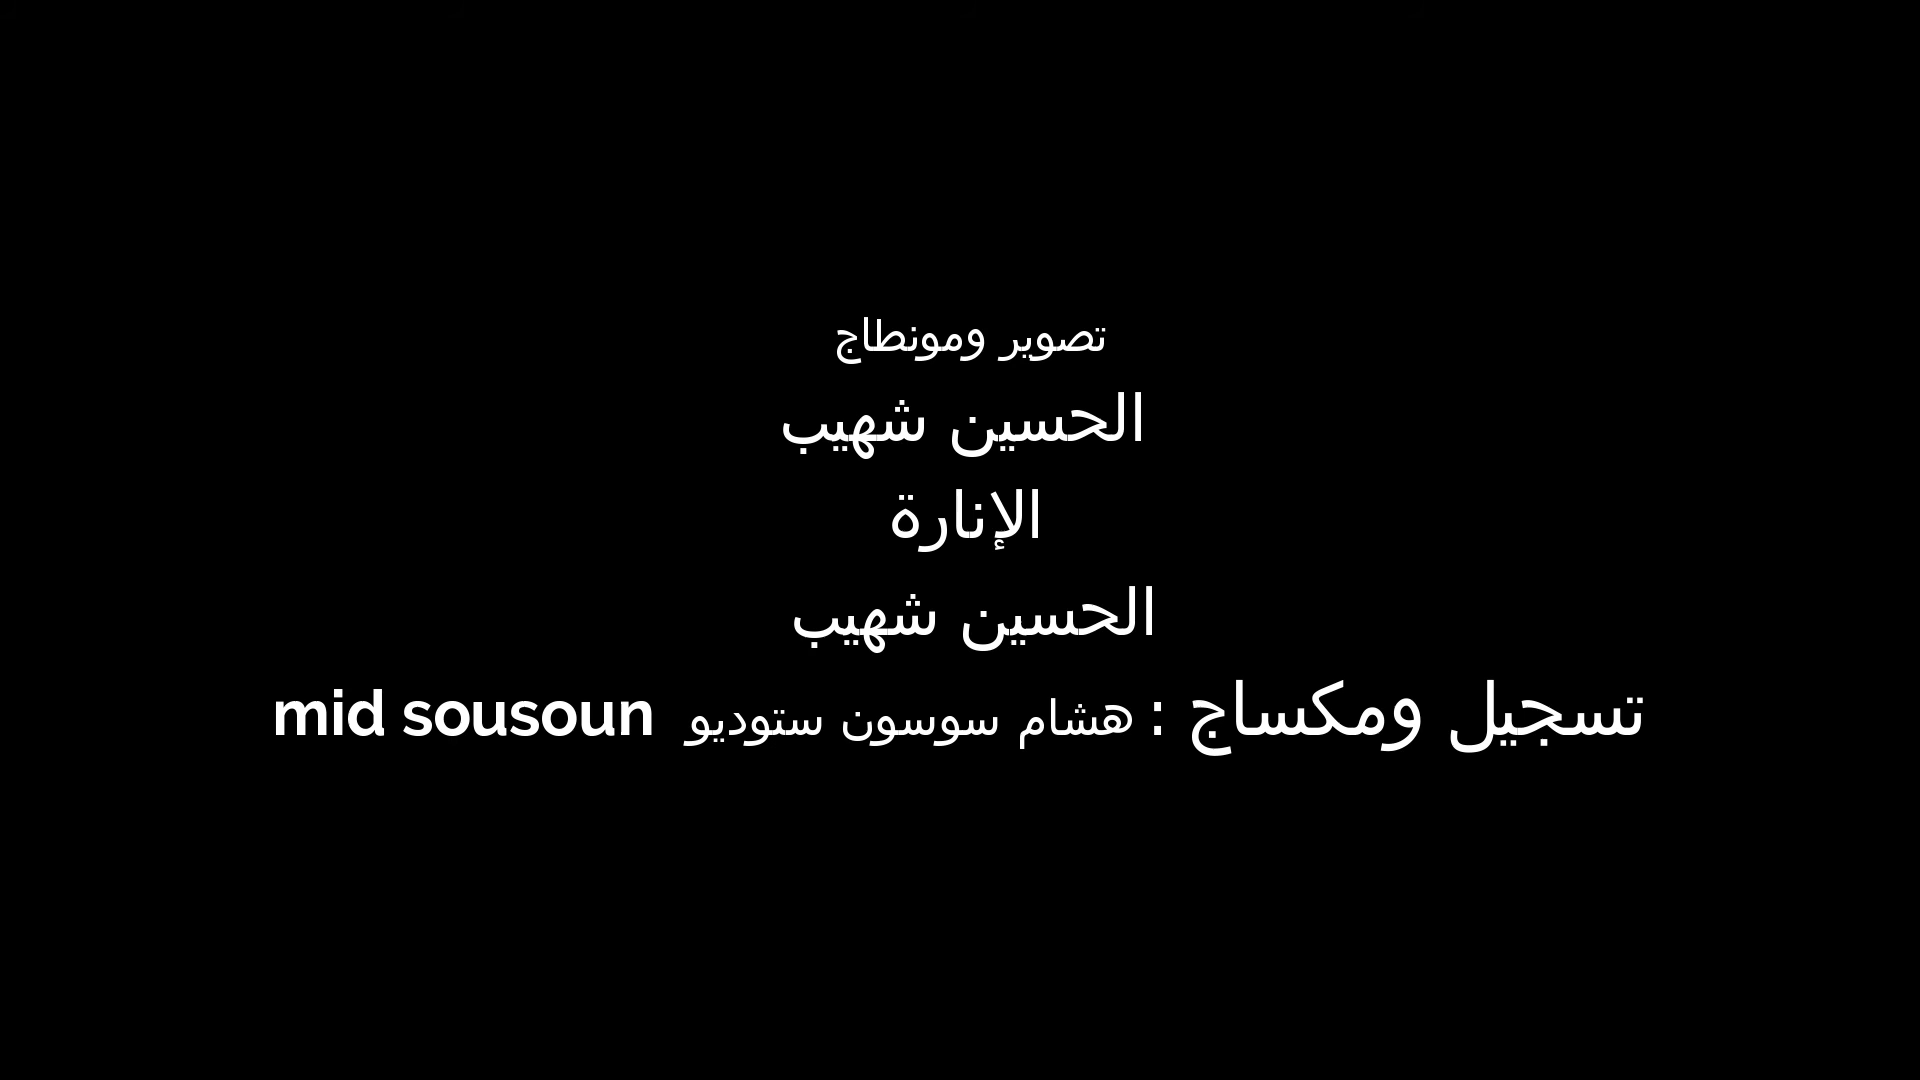 تصوير ومونطاج
الحسين شهيب
الإنارة
الحسين شهيب
تسجيل ومكساج : هشام سوسون ستوديو mid sousoun